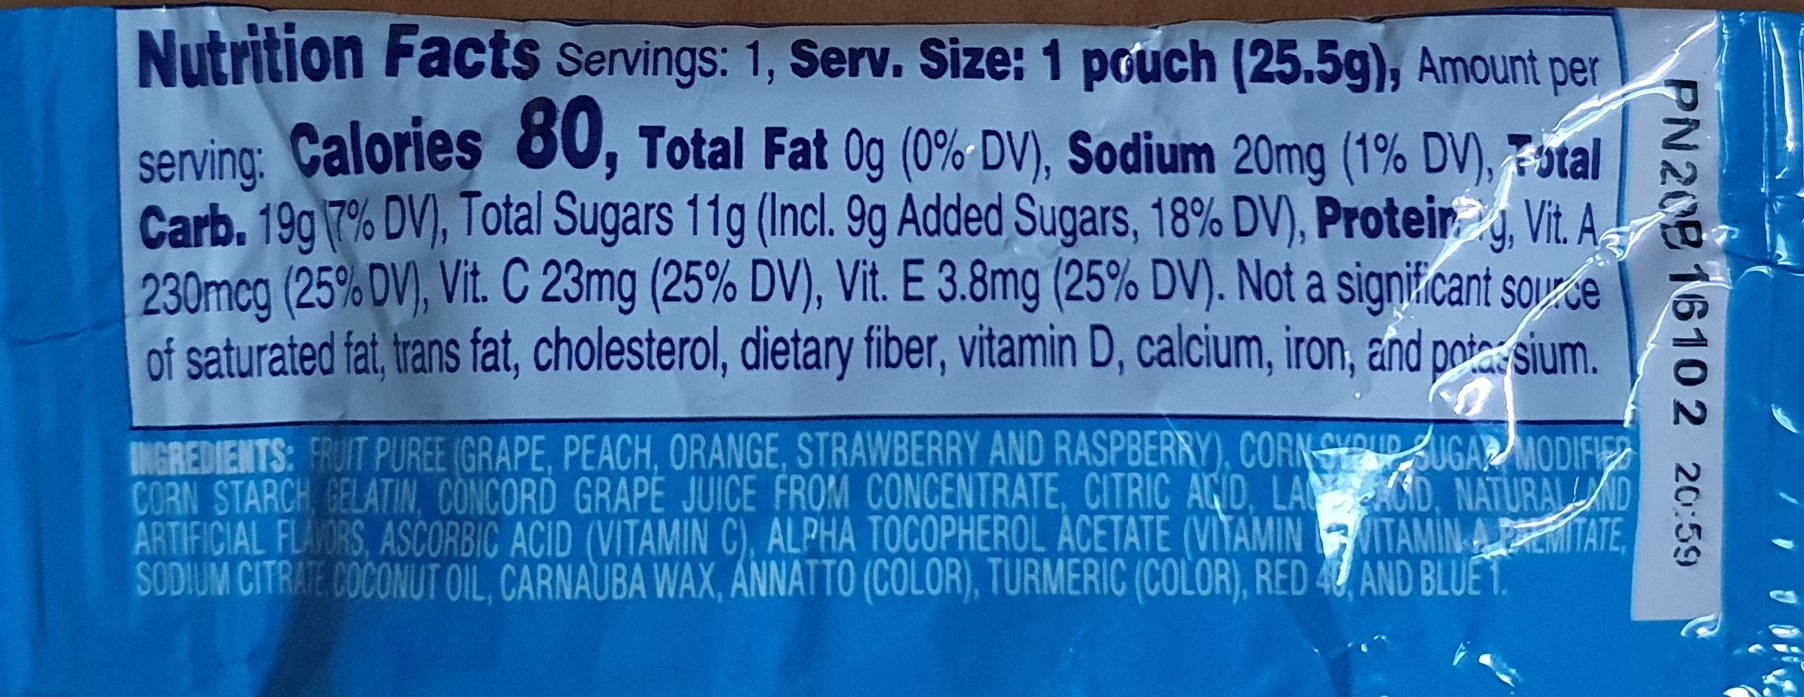 Nutrition Facts Servings: 1, Serv. Size: 1 pouch (25.5g), Amount per
serving: Calories 80, Total Fat 0g (0% DV), Sodium 20mg (1% DV), Total
Carb. 19g (7% DV), Total Sugars 11g (Incl. 9g Added Sugars, 18% DV), Protein Vit. A
230mcg (25% DV), Vit. C 23mg (25% DV), Vit. E 3.8mg (25% DV). Not a significant source
of saturated fat, trans fat, cholesterol, dietary fiber, vitamin D, calcium, iron, and potassium.
INGREDIENTS: FRUIT PUREE (GRAPE, PEACH, ORANGE, STRAWBERRY AND RASPBERRY), CORN SYRUP, SUGAR, MODIFIED
CORN STARCH, GELATIN, CONCORD GRAPE JUICE FROM CONCENTRATE, CITRIC ACID, LACTIC ACID, NATURAL AND
ARTIFICIAL FLAVORS, ASCORBIC ACID (VITAMIN C), ALPHA TOCOPHEROL ACETATE (VITAMIN VITAMIN A PALMITATE,
SODIUM CITRATE, COCONUT OIL, CARNAUBA WAX, ANNATTO (COLOR), TURMERIC (COLOR), RED 40, AND BLUE 1.
PN20B16102 20:59